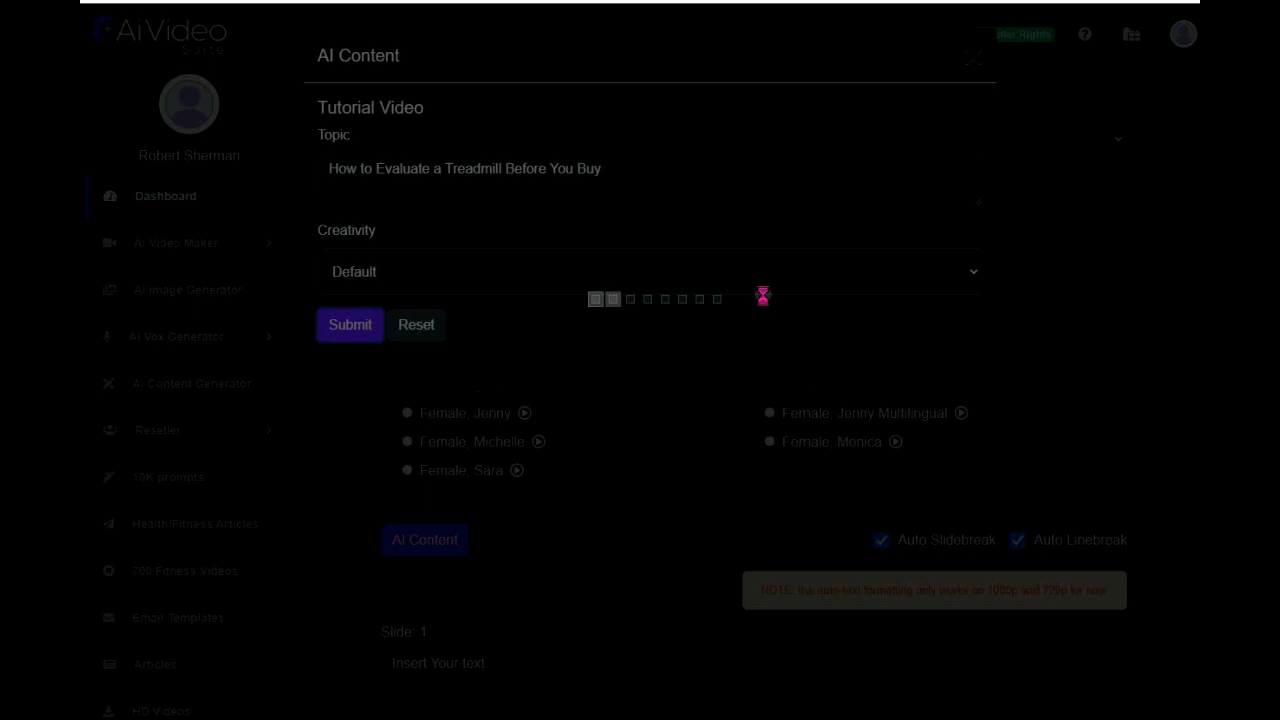 AiVideo
Suite
ller Rights
Robert Sherman
Dashboard
Ai Video Maker
Ai Image Generator
Ai Vox Generator
Ai Content Generator
Reseller
10K prompts
Health/Fitness Articles
700 Fitness Videos
Email Templates
Articles
HD Videos
AI Content
Tutorial Video
Topic
How to Evaluate a Treadmill Before You Buy
Creativity
Default
Submit Reset
Female, Jenny
Female, Jenny Multilingual
Female, Michelle
Female, Monica
Female, Sara
AI Content
Auto Slidebreak Auto Linebreak
NOTE: the auto-text formatting only works on 1080p and 720p for now.
Slide: 1
Insert Your text